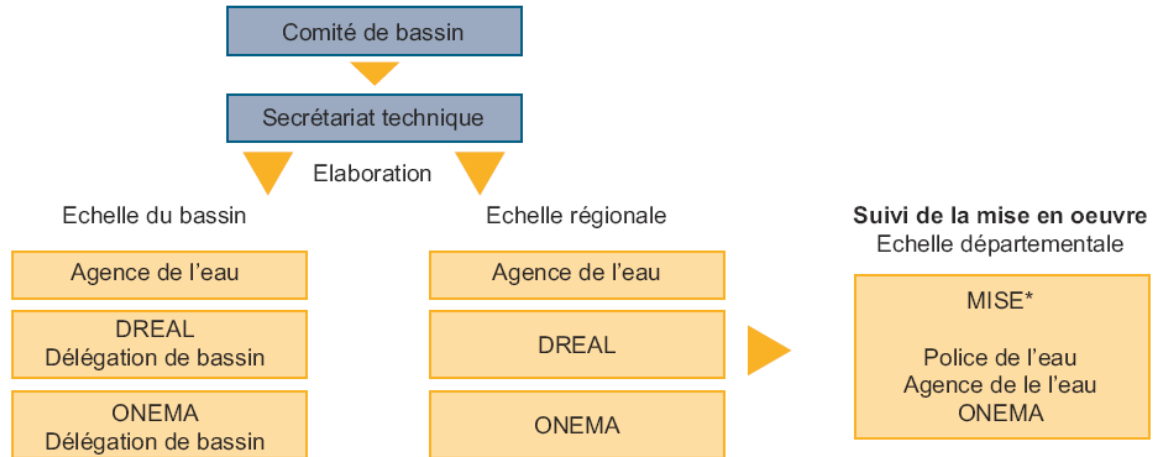 Comité de bassin
Secrétariat technique
Elaboration
Echelle du bassin
Agence de l'eau
DREAL
Délégation de bassin
ONEMA
Délégation de bassin
Echelle régionale
Agence de l'eau
DREAL
ONEMA
Suivi de la mise en oeuvre
Echelle départementale
MISE*
Police de l'eau
Agence de le l'eau
ONEMA